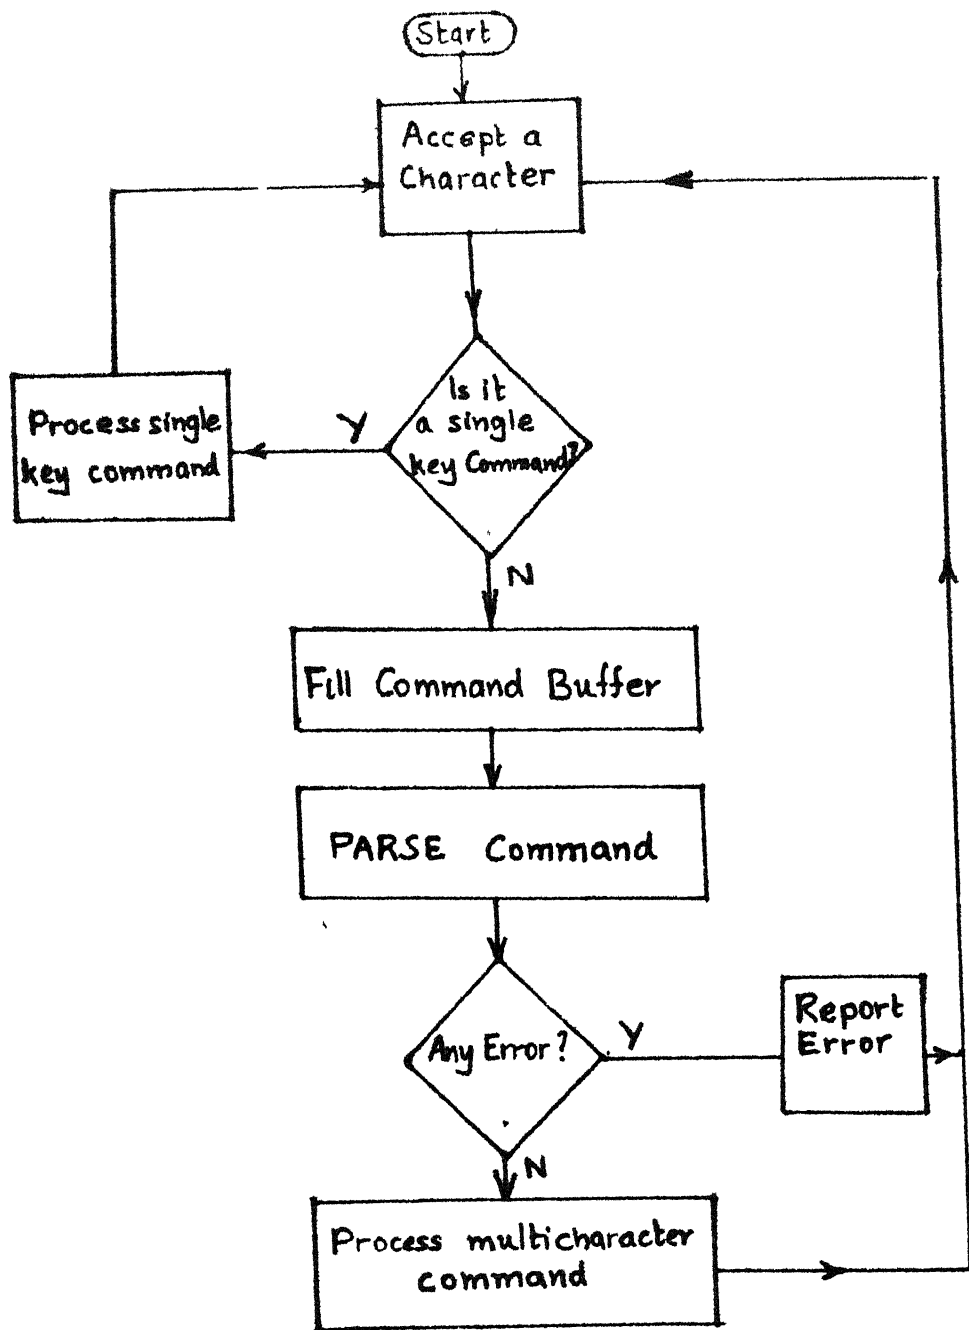 Start
Accept a
Character
Is it
a single
key Command?
Y
Process single
key command
N
Fill Command Buffer
PARSE Command
Any Error?
Y
Report
Error
N
Process multicharacter
command